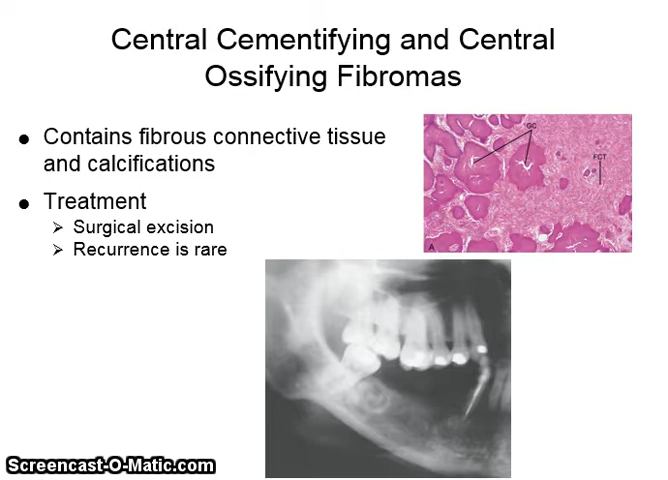 Central Cementifying and Central
Ossifying Fibromas
● Contains fibrous connective tissue
and calcifications
● Treatment
➢ Surgical excision
➢ Recurrence is rare
GC
FCT
A
Screencast-O-Matic.com